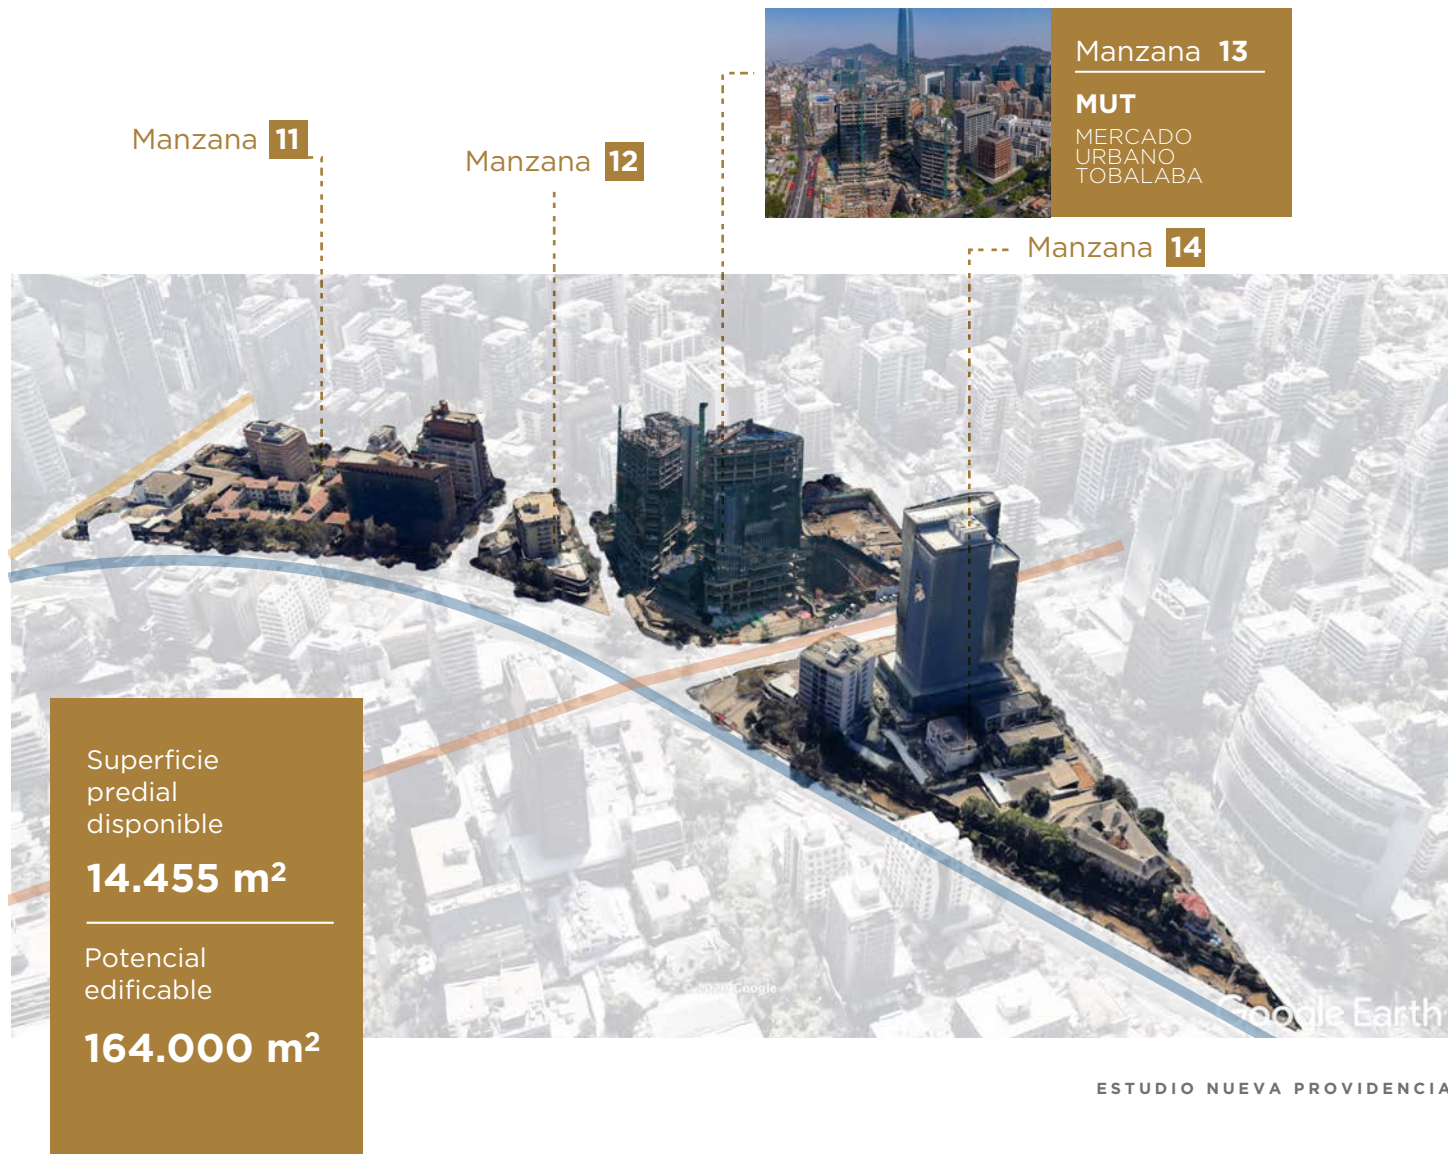 Manzana 13
MUT
MERCADO
URBANO
TOBALABA
Manzana 11
Manzana 12
Manzana 14
Superficie
predial
disponible
14.455 m²
Potencial
edificable
164.000 m²
Google
Google Earth
ESTUDIO NUEVA PROVIDENCIA